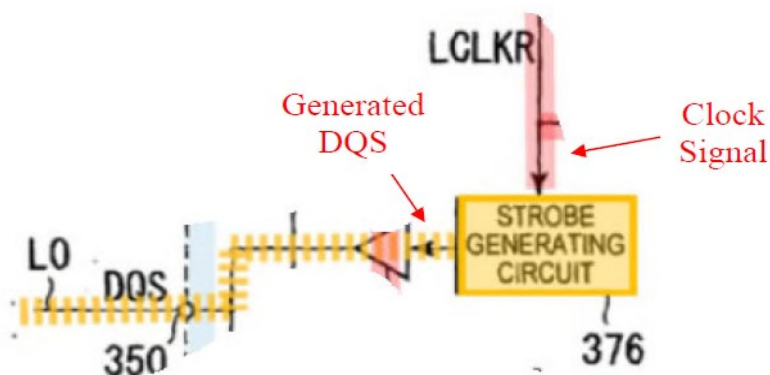 LCLKR
Generated
DQS
Clock
Signal
STROBE
GENERATING
CIRCUIT
L0
DQS
350
376